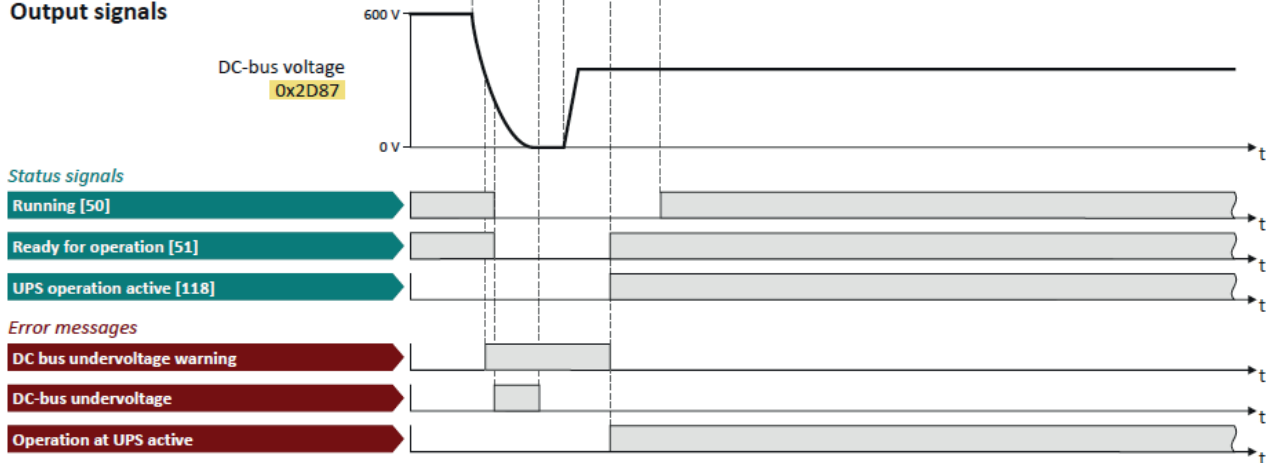 Output signals
600 V
DC-bus voltage
0x2D87
0 V
t
Status signals
Running [50]
t
Ready for operation [51]
t
UPS operation active [118]
t
Error messages
DC bus undervoltage warning
t
DC-bus undervoltage
t
Operation at UPS active
t